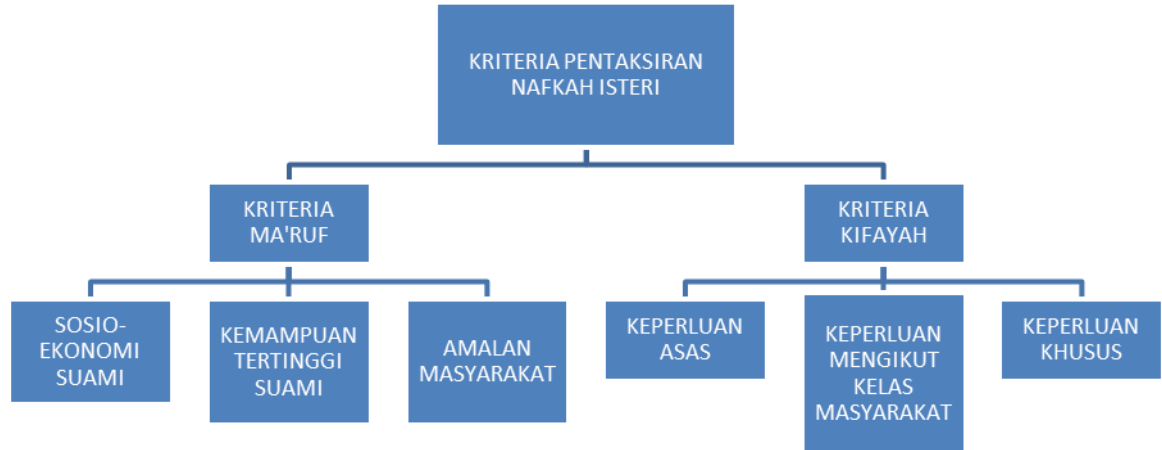 KRITERIA PENTAKSIRAN
NAFKAH ISTERI
KRITERIA
MA'RUF
KRITERIA
KIFAYAH
SOSIO-
EKONOMI
SUAMI
KEMAMPUAN
TERTINGGI
SUAMI
AMALAN
MASYARAKAT
KEPERLUAN
ASAS
KEPERLUAN
MENGIKUT
KELAS
MASYARAKAT
KEPERLUAN
KHUSUS